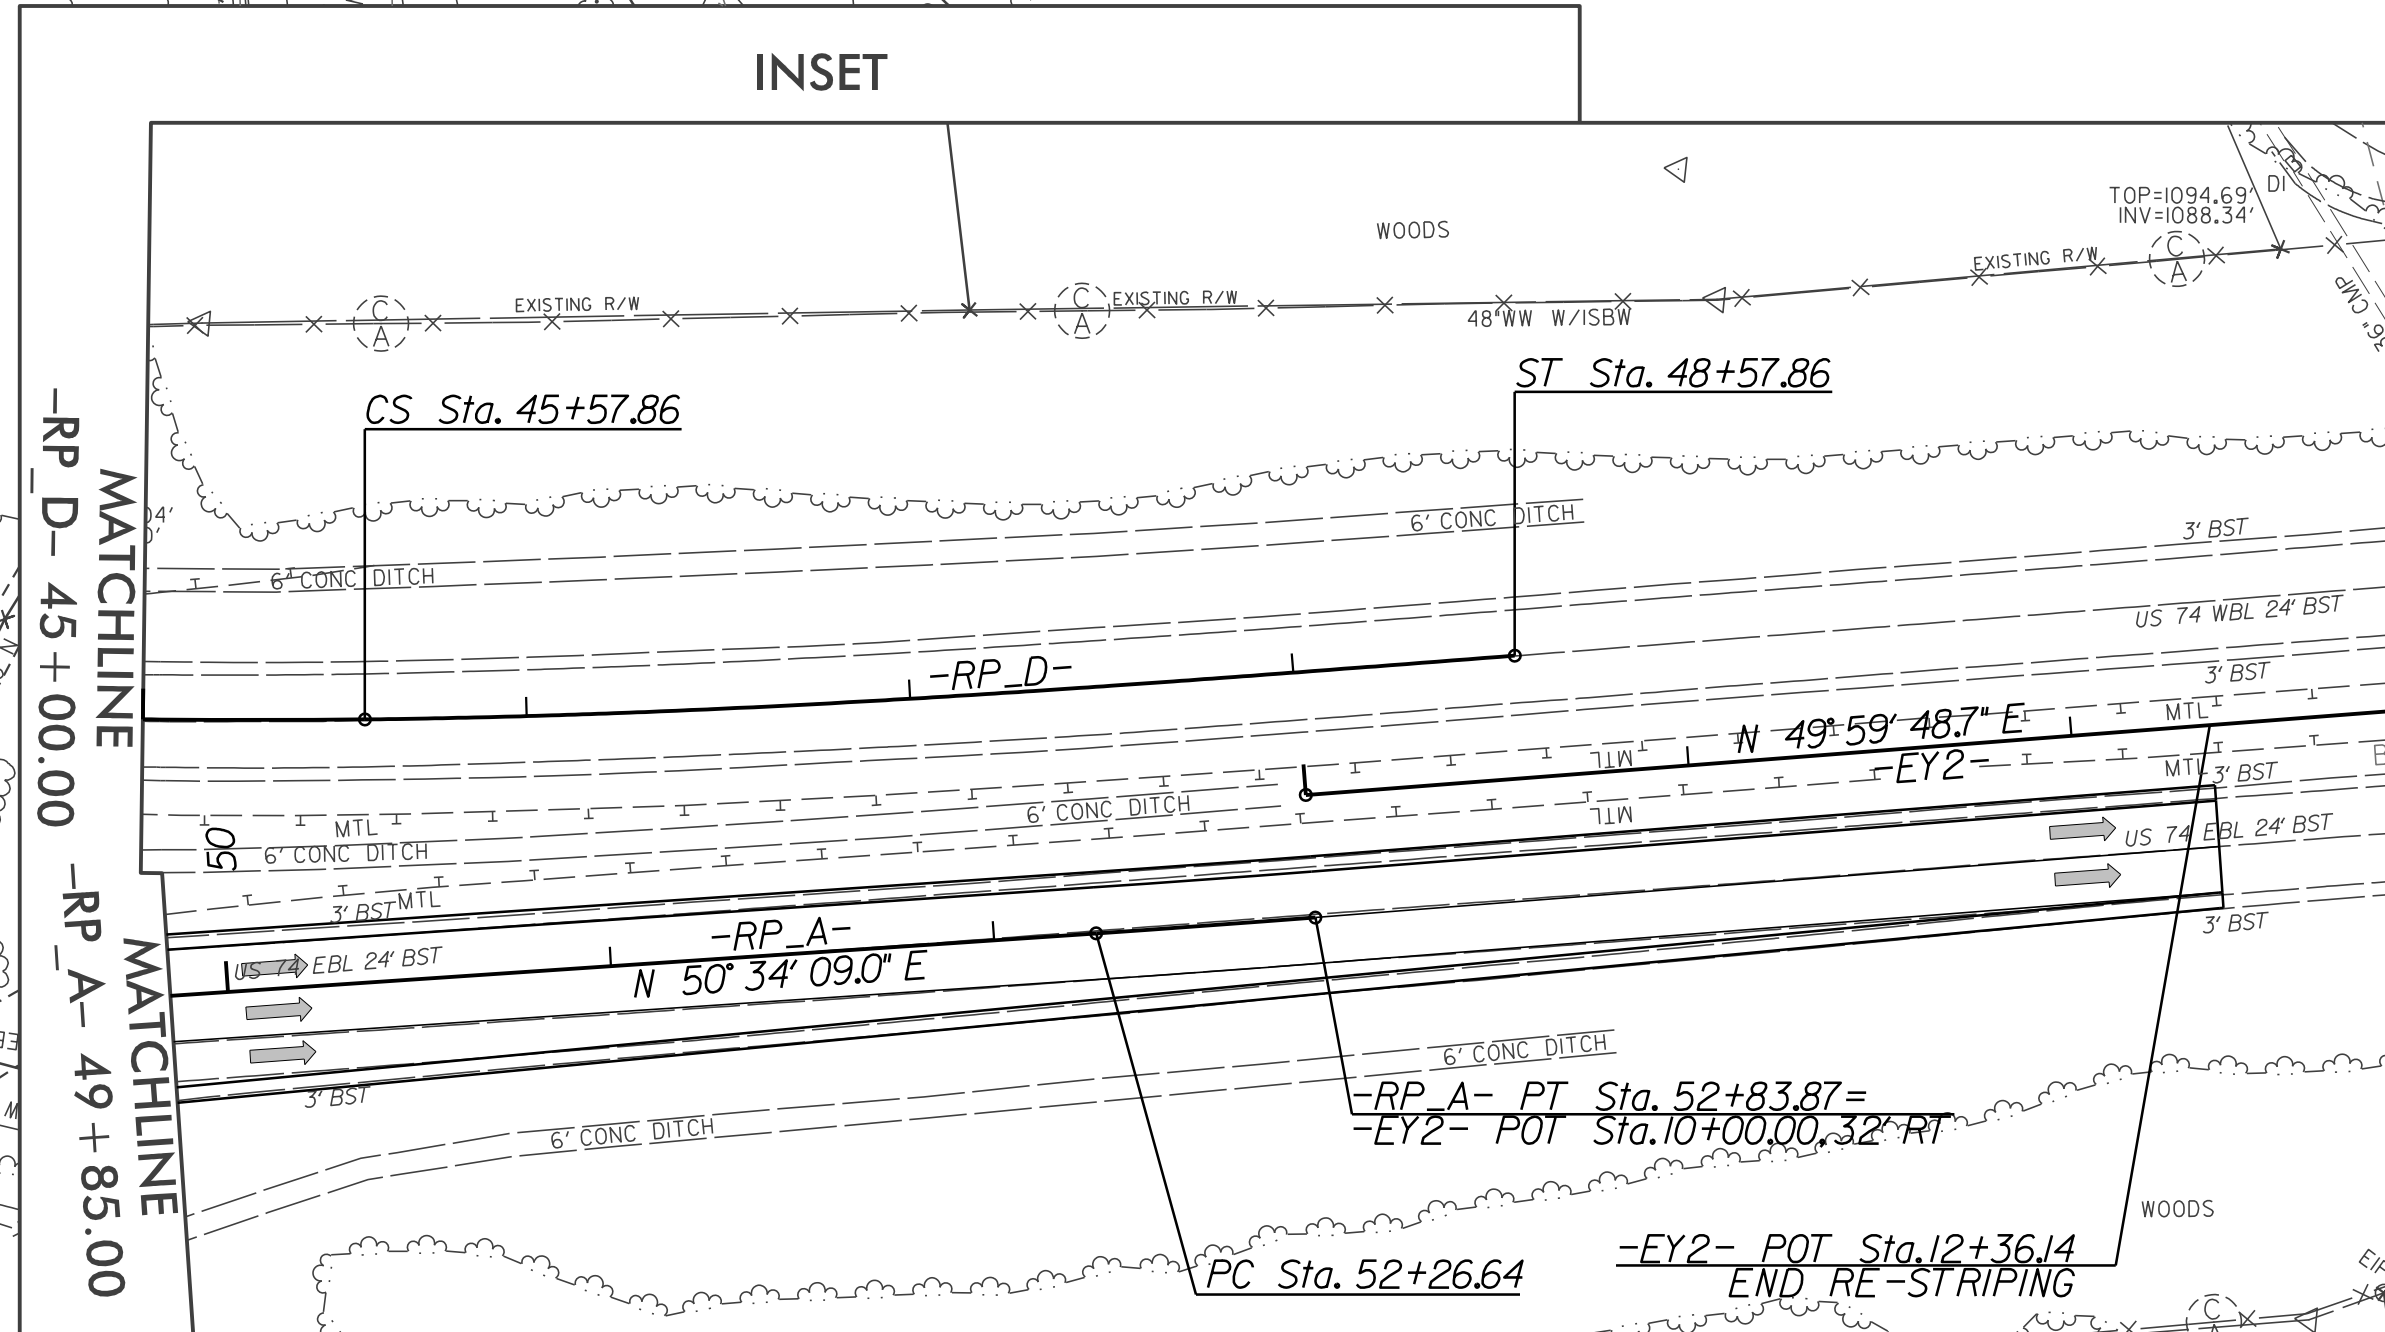 INSET
TOP=1094.69'
DI
INV=1088.34'
WOODS
EXISTING R/W
C
A
EXISTING R/W
C
A
EXISTING R/W
C
A
48"WW W/1SBW
36" CMP
ST Sta. 48+57.86
CS Sta. 45+57.86
MATCHLINE
-RP_D- 45+00.00
04'
6' CONC DITCH
6' CONC DITCH
3' BST
US 74 WBL 24' BST
3' BST
-RP_D-
N 49° 59' 48.7" E
MTL
-EY2-
MTL
MTL
3' BST
MTL
6' CONC DITCH
MTL
50
6' CONC DITCH
US 74 EBL 24' BST
3' BST
MTL
3' BST
-RP_A-
US 74 EBL 24' BST
N 50° 34' 09.0" E
MATCHLINE
-RP_A- 49+85.00
3' BST
6' CONC DITCH
6' CONC DITCH
-RP_A- PT Sta. 52+83.87=
-EY2- POT Sta.10+00.00, 32' RT
WOODS
PC Sta. 52+26.64
-EY2- POT Sta.12+36.14
END RE-STRIPING
EIP
C
A